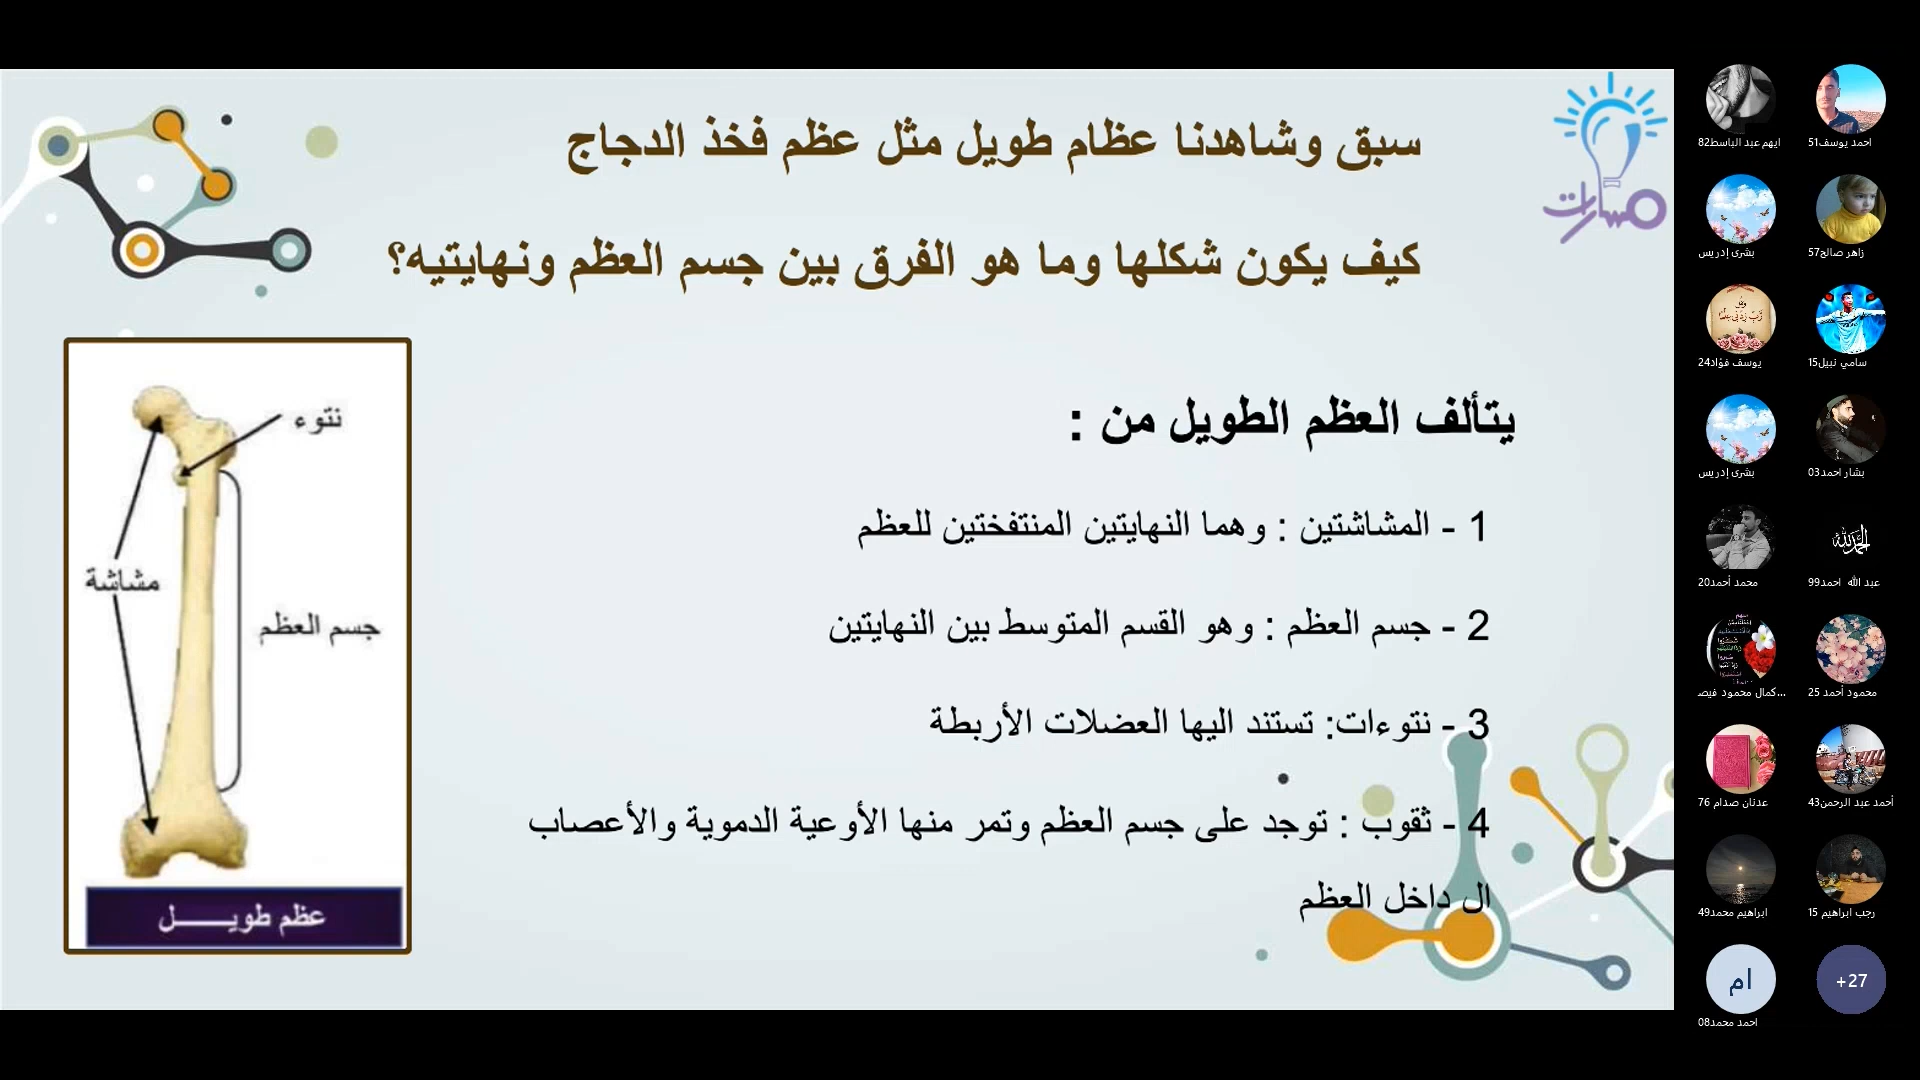 سبق وشاهدنا عظام طويل مثل عظم فخذ الدجاج
كيف يكون شكلها وما هو الفرق بين جسم العظم ونهايتيه؟
يتألف العظم الطويل من :
1 - المشاشتين : وهما النهايتين المنتفختين للعظم
2 - جسم العظم : وهو القسم المتوسط بين النهايتين
3 - نتوءات: تستند اليها العضلات الأربطة
4 - ثقوب : توجد على جسم العظم وتمر منها الأوعية الدموية والأعصاب
ال داخل العظم
نتوء
مشاشة
جسم العظم
عظم طويـــــل
مهارات
احمد يوسف51
ايهم عبد الباسط82
زاهر صالح57
بشرى إدريس
سامي نبيل15
يوسف فؤاد24
بشار احمد03
بشرى إدريس
الحمدلله
عبد الله احمد99
محمد أحمد20
محمود أحمد 25
كمال محمود فيصـ...
أحمد عبد الرحمن43
عدنان صدام 76
رجب ابراهيم 15
ابراهيم محمد49
+27
ام
احمد محمد08